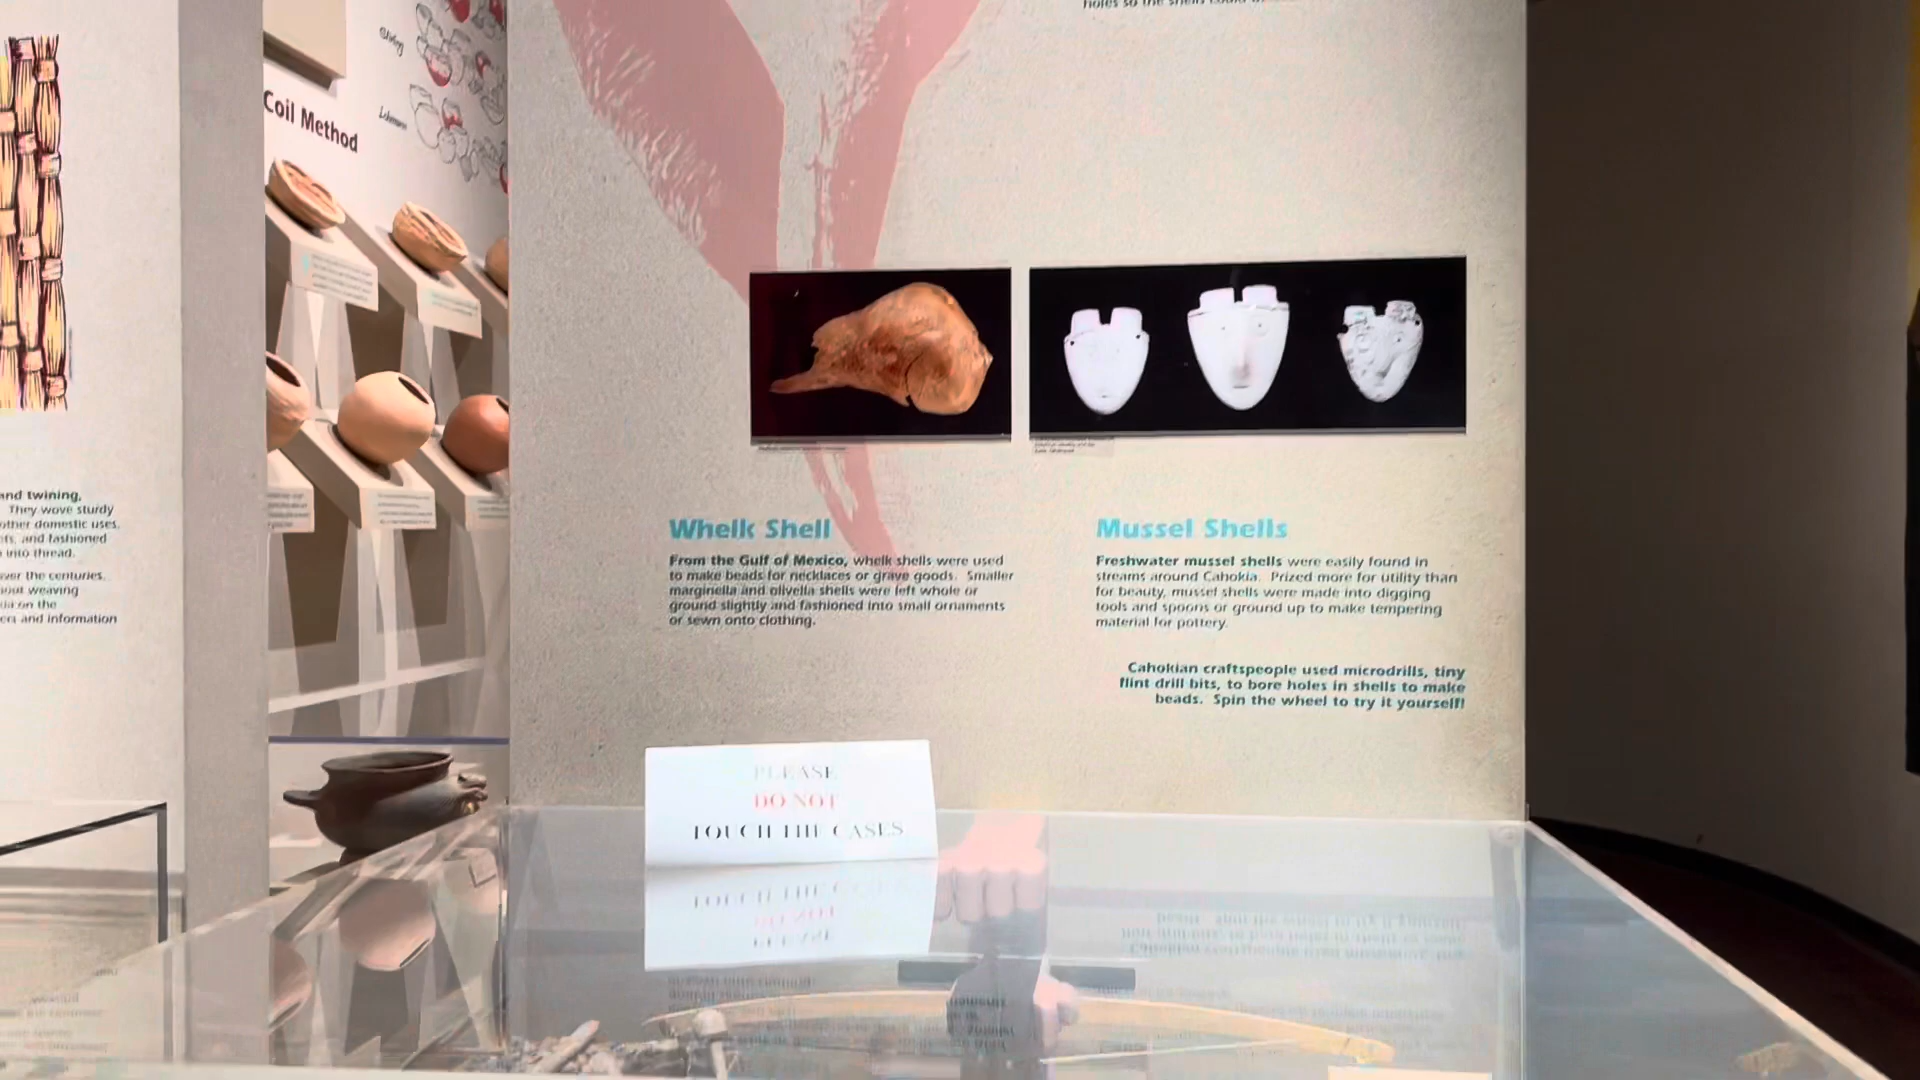 holes so the shells could
Coil Method
and twining,
They wove sturdy
other domestic uses.
and fashioned
into thread.
over the centuries.
weaving
on the
and information
Whelk Shell
From the Gulf of Mexico, whelk shells were used
to make beads for necklaces or grave goods. Smaller
marginella and olivella shells were left whole or
ground slightly and fashioned into small ornaments
or sewn onto clothing.
Mussel Shells
Freshwater mussel shells were easily found in
streams around Cahokia. Prized more for utility than
for beauty, mussel shells were made into digging
tools and spoons or ground up to make tempering
material for pottery.
Cahokian craftspeople used microdrills, tiny
flint drill bits, to bore holes in shells to make
beads. Spin the wheel to try it yourself!
PLEASE
DO NOT
TOUCH THE CASES